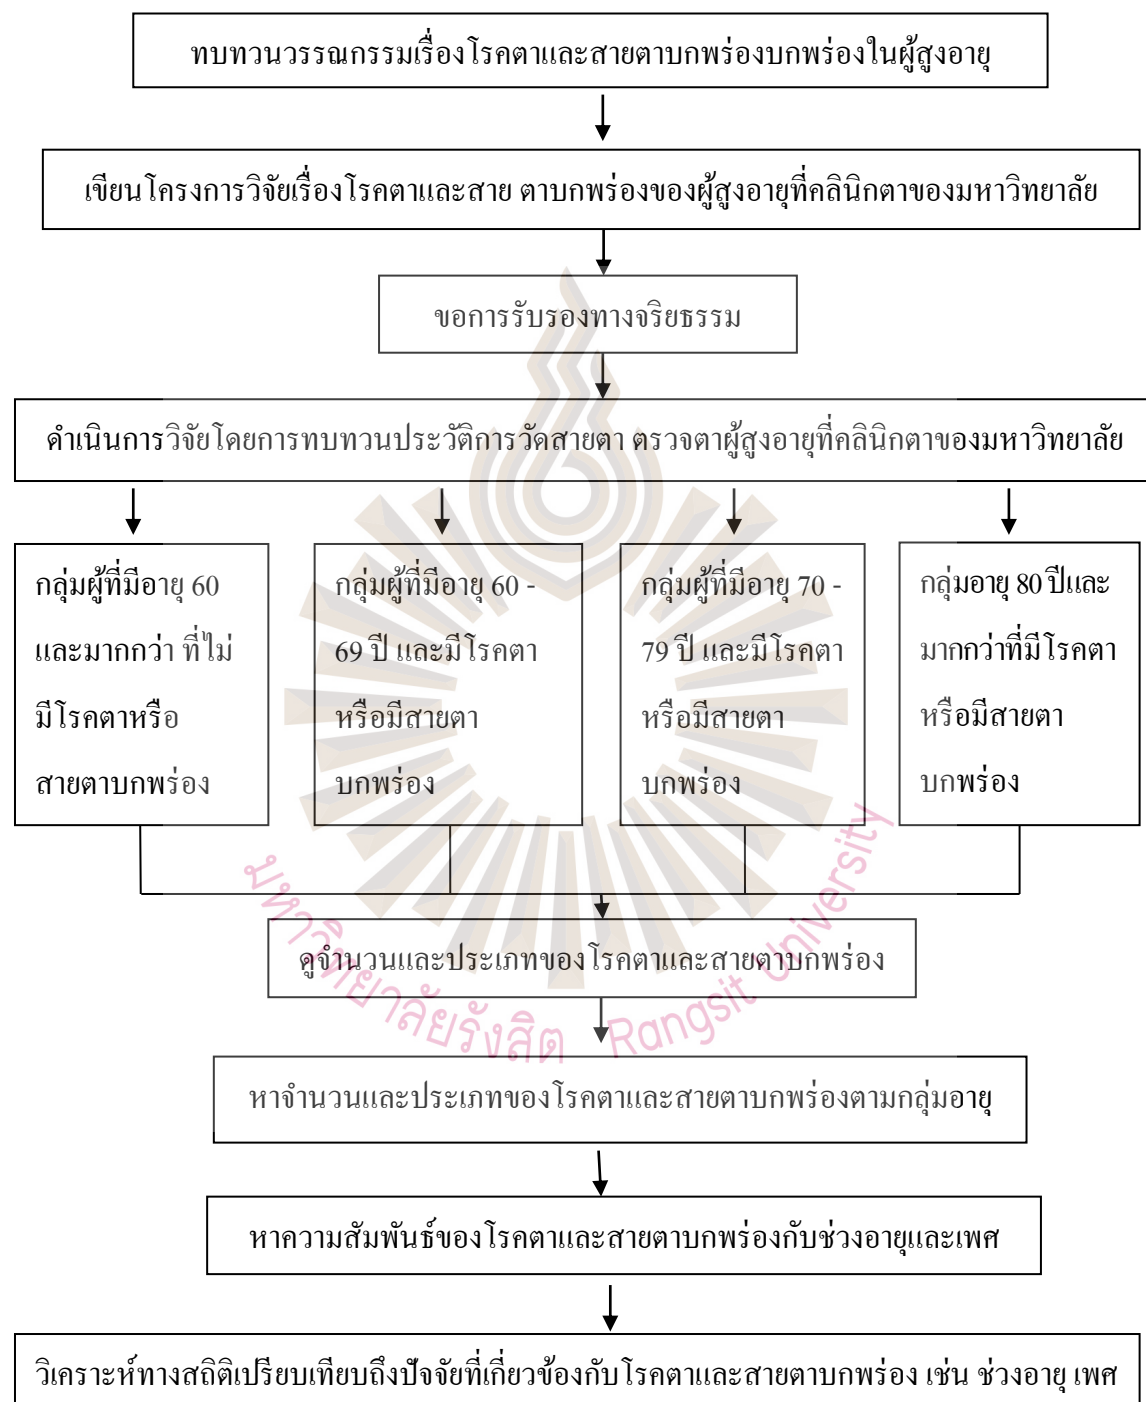 ทบทวนวรรณกรรมเรื่องโรคตาและสายตาบกพร่องบกพร่องในผู้สูงอายุ
เขียนโครงการวิจัยเรื่องโรคตาและสาย ตาบกพร่องของผู้สูงอายุที่คลินิกตาของมหาวิทยาลัย
ขอการรับรองทางจริยธรรม
ดำเนินการวิจัยโดยการทบทวนประวัติการวัดสายตา ตรวจตาผู้สูงอายุที่คลินิกตาของมหาวิทยาลัย
กลุ่มผู้ที่มีอายุ 60
และมากกว่า ที่ไม่
มีโรคตาหรือ
สายตาบกพร่อง
กลุ่มผู้ที่มีอายุ 60 -
69 ปี และมีโรคตา
หรือมีสายตา
บกพร่อง
กลุ่มผู้ที่มีอายุ 70 -
79 ปี และมีโรคตา
หรือมีสายตา
บกพร่อง
กลุ่มอายุ 80 ปีและ
มากกว่าที่มีโรคตา
หรือมีสายตา
บกพร่อง
ดูจำนวนและประเภทของโรคตาและสายตาบกพร่อง
มหาวิทยาลัยรังสิต Rangsit University
หาจำนวนและประเภทของโรคตาและสายตาบกพร่องตามกลุ่มอายุ
หาความสัมพันธ์ของโรคตาและสายตาบกพร่องกับช่วงอายุและเพศ
วิเคราะห์ทางสถิติเปรียบเทียบถึงปัจจัยที่เกี่ยวข้องกับโรคตาและสายตาบกพร่อง เช่น ช่วงอายุ เพศ